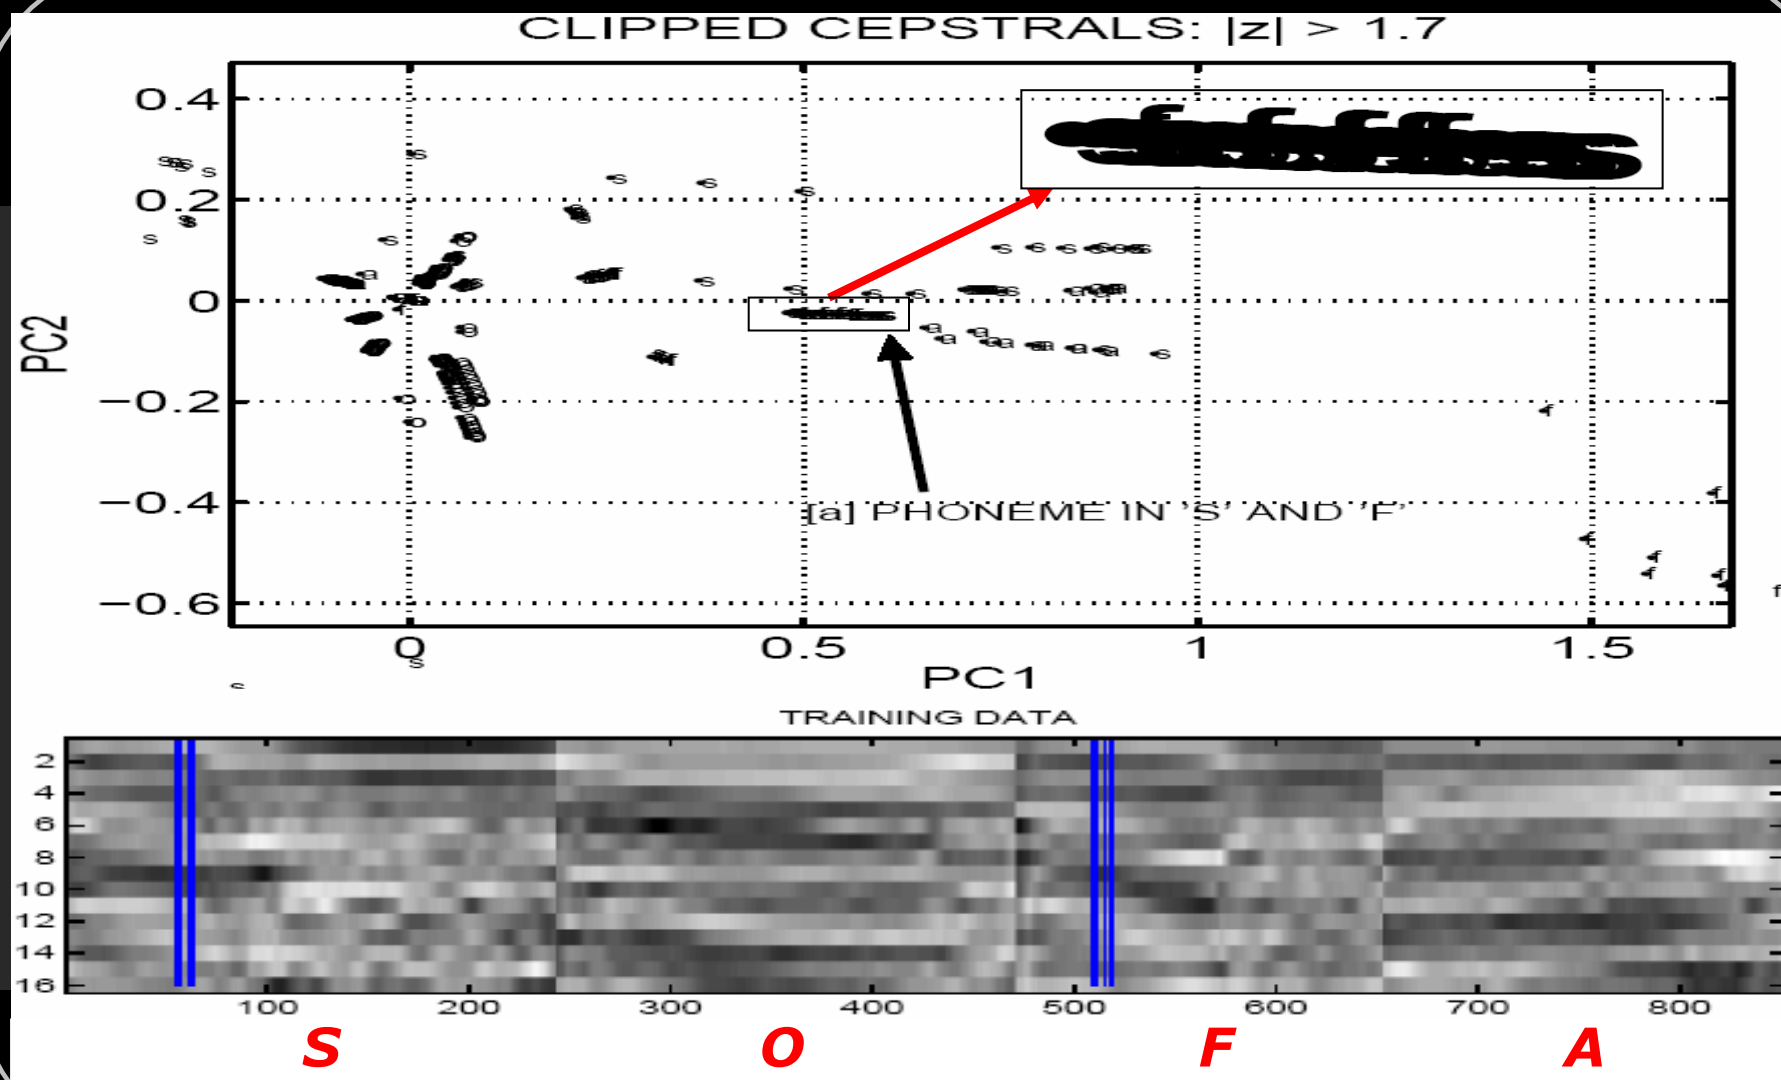 CLIPPED CEPSTRALS: |z| > 1.7
0.4
0.2
0
−0.2
−0.4
−0.6
PC2
[a] PHONEME IN 'S' AND 'F'
0 0.5 1 1.5
PC1
TRAINING DATA
2
4
6
8
10
12
14
16
100 200 300 400 500 600 700 800
S O F A